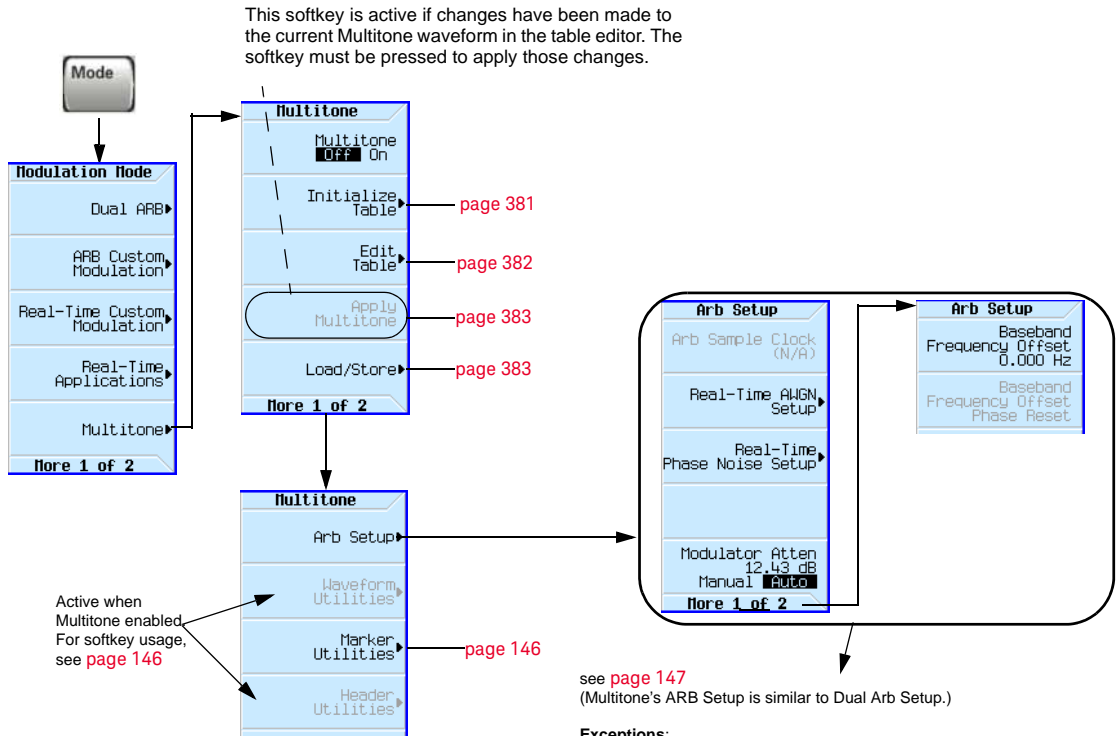 This softkey is active if changes have been made to
the current Multitone waveform in the table editor. The
softkey must be pressed to apply those changes.
Mode
Modulation Mode
Dual ARB
ARB Custom
Modulation
Real-Time Custom
Modulation
Real-Time
Applications
Multitone
More 1 of 2
Multitone
Multitone
Off On
Initialize
Table
page 381
Edit
Table
page 382
Apply
Multitone
page 383
Load/Store
page 383
More 1 of 2
Multitone
Arb Setup
Waveform
Utilities
Marker
Utilities
page 146
Header
Utilities
Active when
Multitone enabled.
For softkey usage,
see page 146
Arb Setup
Arb Sample Clock
(N/A)
Real-Time AWGN
Setup
Real-Time
Phase Noise Setup
Modulator Atten
12.43 dB
Manual Auto
More 1 of 2
Arb Setup
Baseband
Frequency Offset
0.000 Hz
Baseband
Frequency Offset
Phase Reset
see page 147
(Multitone's ARB Setup is similar to Dual Arb Setup.)
Exceptions: